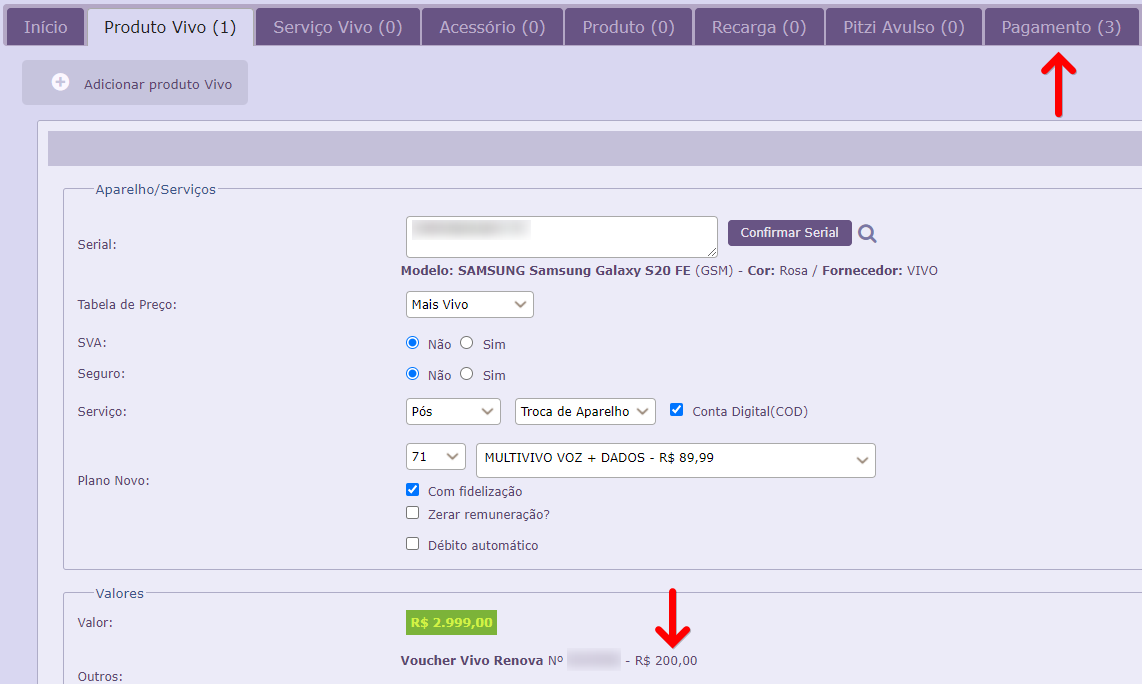 Início
Produto Vivo (1)
Serviço Vivo (0)
Acessório (0)
Produto (0)
Recarga (0)
Pitzi Avulso (0)
Pagamento (3)
Adicionar produto Vivo
Aparelho/Serviços
Serial:
Confirmar Serial
Modelo: SAMSUNG Samsung Galaxy S20 FE (GSM) - Cor: Rosa / Fornecedor: VIVO
Tabela de Preço: Mais Vivo
SVA: Não Sim
Seguro: Não Sim
Serviço: Pós Troca de Aparelho Conta Digital(COD)
71 MULTIVIVO VOZ + DADOS - R$ 89,99
Plano Novo:
Com fidelização
Zerar remuneração?
Débito automático
Valores
Valor: R$ 2.999,00
Voucher Vivo Renova Nº - R$ 200,00
Outros: